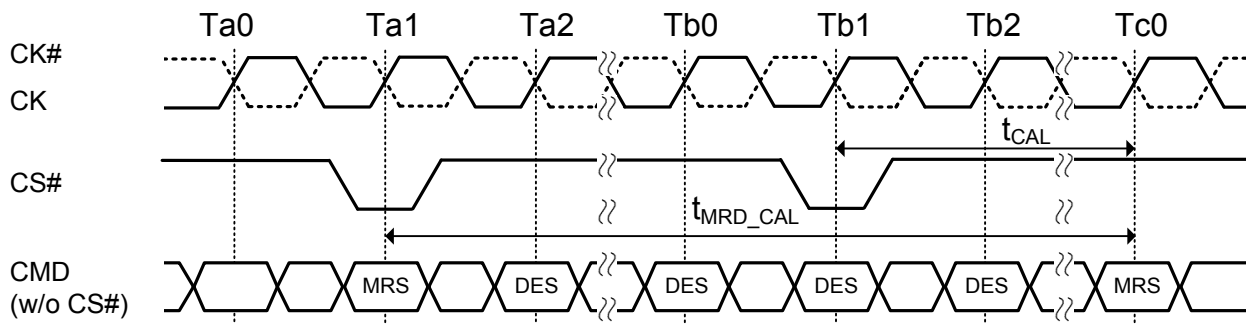 Ta0 Ta1 Ta2 Tb0 Tb1 Tb2 Tc0
CK#
CK
tCAL
CS#
tMRD_CAL
CMD
(w/o CS#)
MRS DES DES DES DES MRS